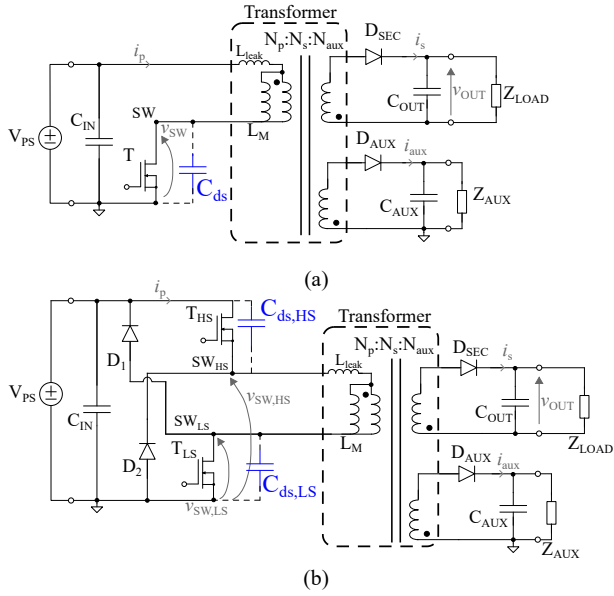 Transformer
Np:Ns:Naux
ip
Lleak
DSEC
is
SW
vSW
VPS
CIN
T
Cds
LM
COUT
vOUT
ZLOAD
DAUX
iaux
CAUX
ZAUX
(a)
ip
THS
Cds,HS
Transformer
Np:Ns:Naux
D1
SWHS
Lleak
DSEC
is
VPS
CIN
vSW,HS
SWLS
LM
COUT
vOUT
ZLOAD
D2
TLS
Cds,LS
vSW,LS
DAUX
iaux
CAUX
ZAUX
(b)